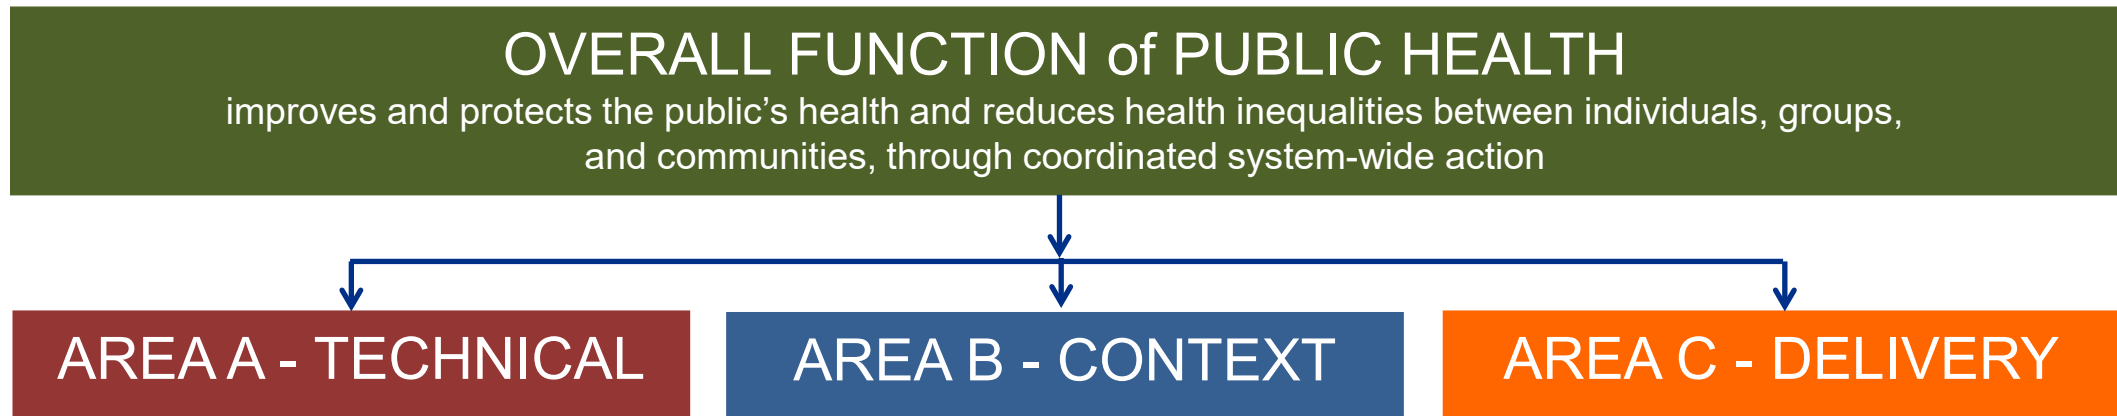 OVERALL FUNCTION of PUBLIC HEALTH
improves and protects the public’s health and reduces health inequalities between individuals, groups,
and communities, through coordinated system-wide action
AREA A - TECHNICAL
AREA B - CONTEXT
AREA C - DELIVERY